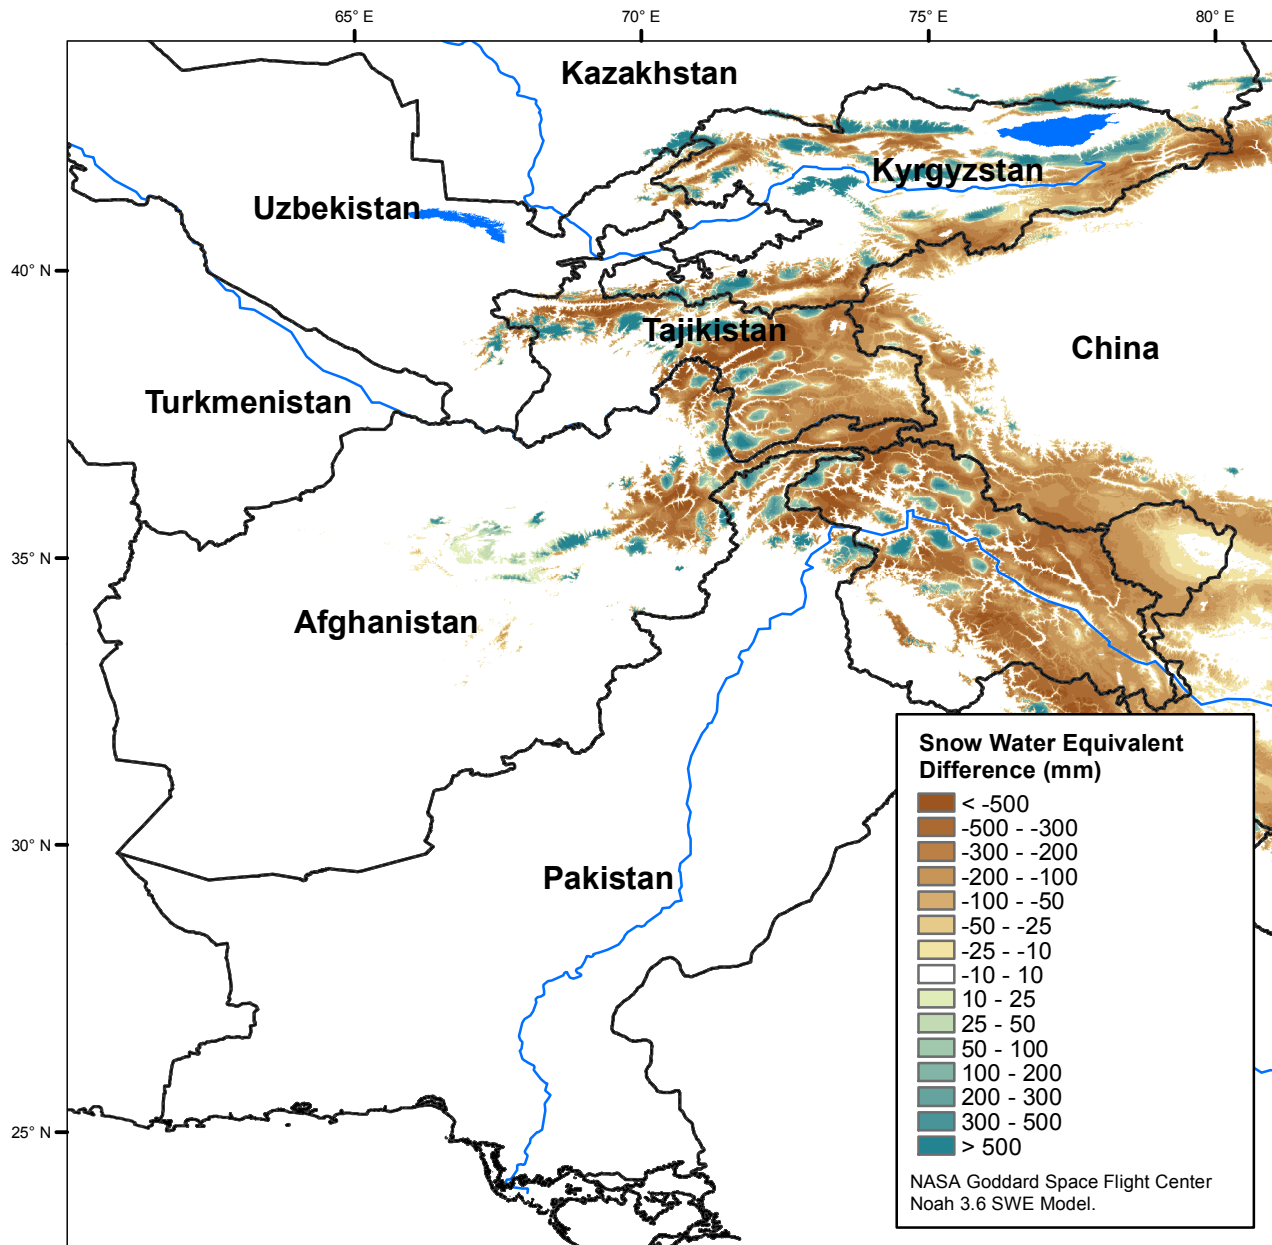 65° E
70° E
75° E
80° E
Kazakhstan
Kyrgyzstan
Uzbekistan
40° N
Tajikistan
China
Turkmenistan
35° N
Afghanistan
Snow Water Equivalent
Difference (mm)
< -500
-500 - -300
-300 - -200
-200 - -100
-100 - -50
-50 - -25
-25 - -10
-10 - 10
10 - 25
25 - 50
50 - 100
100 - 200
200 - 300
300 - 500
> 500
NASA Goddard Space Flight Center
Noah 3.6 SWE Model.
30° N
Pakistan
25° N